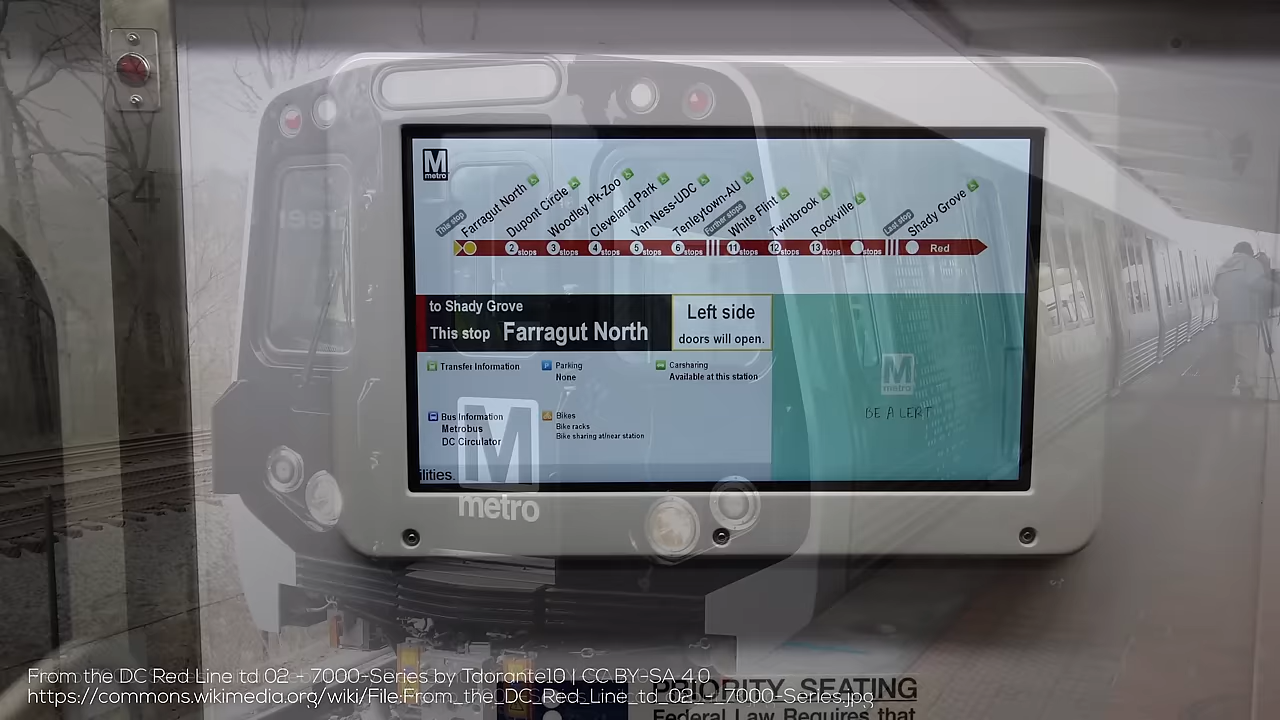 4
M
metro
This stop
Farragut North
Dupont Circle
Woodley Pk-Zoo
Cleveland Park
Van Ness-UDC
Tenleytown-AU
Further stops
White Flint
Twinbrook
Rockville
Last stop
Shady Grove
2 stops
3 stops
4 stops
5 stops
6 stops
11 stops
12 stops
13 stops
stops
Red
to Shady Grove
This stop Farragut North
Left side
doors will open.
Transfer Information
P Parking
None
Carsharing
Available at this station
Bus Information
Metrobus
DC Circulator
Bikes
Bike racks
Bike sharing at/near station
ilities.
M
metro
BE ALERT
M
metro
From the DC Red Line td 02 - 7000-Series by Tdorante10 | CC BY-SA 4.0
https://commons.wikimedia.org/wiki/File:From_the_DC_Red_Line_td_02_-_7000-Series.jpg
PRIORITY SEATING
Federal Law Requires that